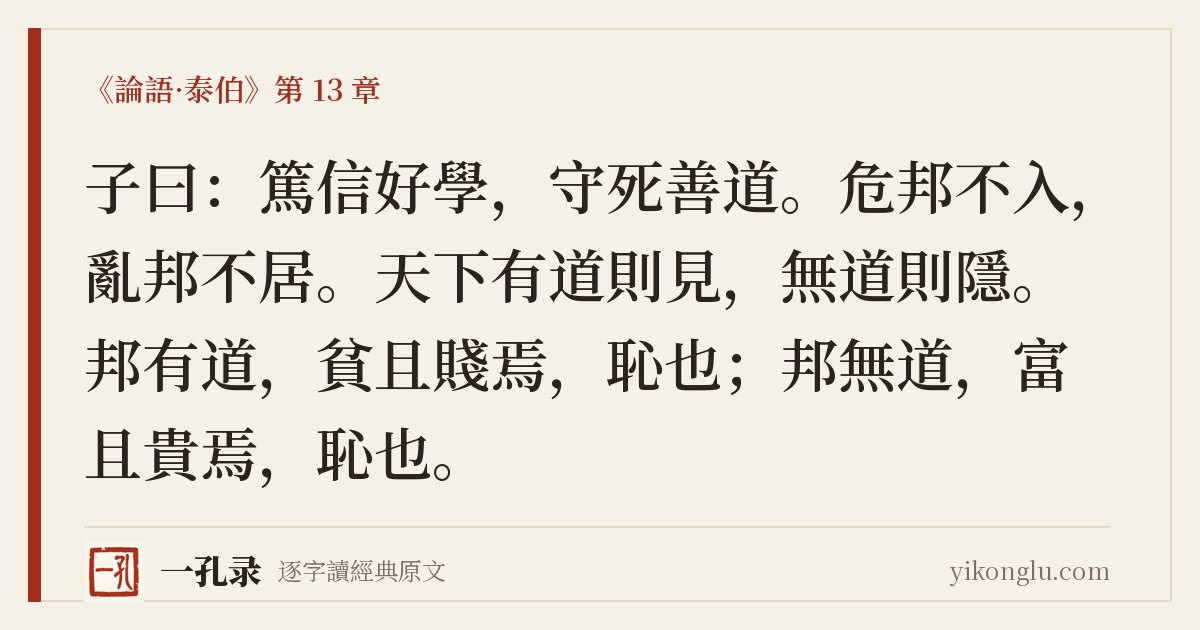 《論語·泰伯》第 13 章
子曰：篤信好學，守死善道。危邦不入，
亂邦不居。天下有道則見，無道則隱。
邦有道，貧且賤焉，恥也；邦無道，富
且貴焉，恥也。
一孔
一孔录 逐字讀經典原文
yikonglu.com